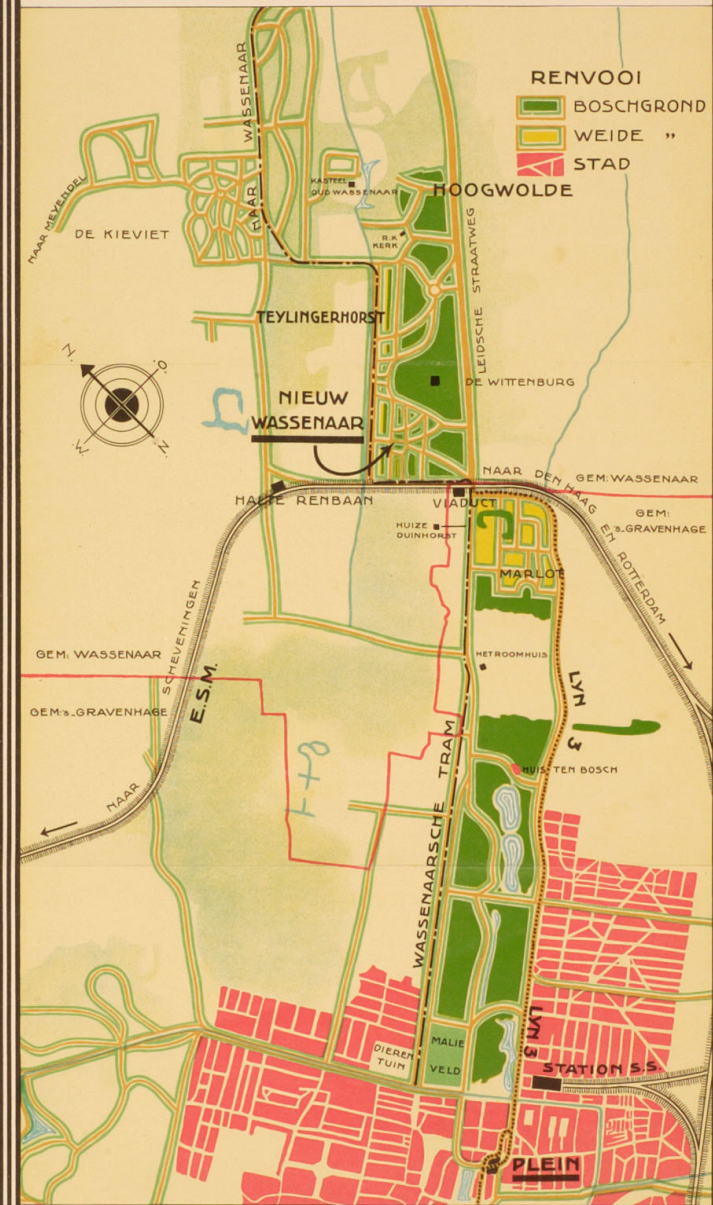 RENVOOI
BOSCHGROND
WEIDE "
STAD
NAAR WASSENAAR
NAAR MEYENDEL
DE KIEVIET
KASTEEL
OUD WASSENAAR
HOOGWOLDE
R.K
KERK
LEIDSCHE STRAATWEG
TEYLINGERHORST
DE WITTENBURG
N.
O.
Z.
W.
NIEUW
WASSENAAR
HALTE RENBAAN
VIADUCT
NAAR DEN HAAG EN ROTTERDAM
GEM: WASSENAAR
GEM:
'S-GRAVENHAGE
HUIZE
DUINHORST
MARLOT
HET ROOMHUIS
GEM: WASSENAAR
GEM: 'S-GRAVENHAGE
NAAR SCHEVENINGEN
E.S.M.
LYN 3
HUIS TEN BOSCH
WASSENAARSCHE TRAM
LYN 3
DIEREN
TUIN
MALIE
VELD
STATION S.S.
PLEIN